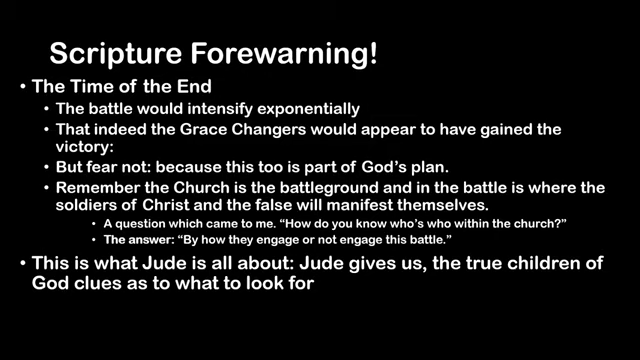 Scripture Forewarning!
• The Time of the End
• The battle would intensify exponentially
• That indeed the Grace Changers would appear to have gained the
victory:
• But fear not: because this too is part of God's plan.
• Remember the Church is the battleground and in the battle is where the
soldiers of Christ and the false will manifest themselves.
• A question which came to me. “How do you know who's who within the church?”
• The answer: “By how they engage or not engage this battle.”
• This is what Jude is all about: Jude gives us, the true children of
God clues as to what to look for